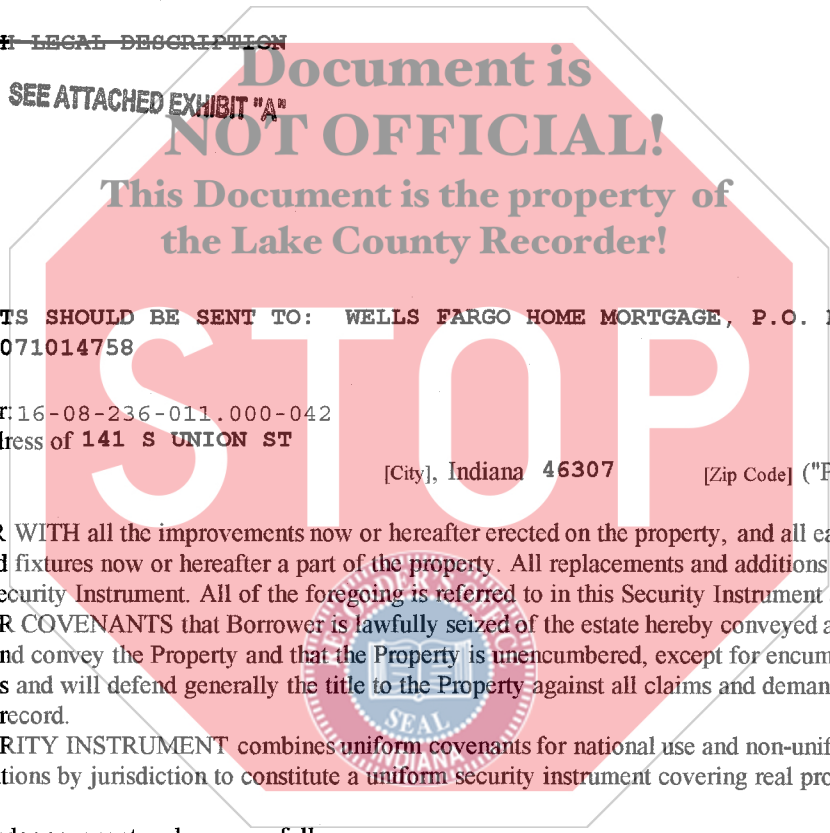 LEGAL DESCRIPTION
SEE ATTACHED EXHIBIT "A"
Document is
NOT OFFICIAL!
This Document is the property of
the Lake County Recorder!
TS SHOULD BE SENT TO: WELLS FARGO HOME MORTGAGE, P.O.
071014758
r: 16-08-236-011.000-042
dress of 141 S UNION ST
[City], Indiana 46307 [Zip Code] ("P
STOP
R WITH all the improvements now or hereafter erected on the property, and all ea
d fixtures now or hereafter a part of the property. All replacements and additions
ecurity Instrument. All of the foregoing is referred to in this Security Instrument
R COVENANTS that Borrower is lawfully seized of the estate hereby conveyed a
nd convey the Property and that the Property is unencumbered, except for encum
s and will defend generally the title to the Property against all claims and deman
record.
RITY INSTRUMENT combines uniform covenants for national use and non-unif
tions by jurisdiction to constitute a uniform security instrument covering real pro
RECORDER'S OFFICE
SEAL
INDIANA